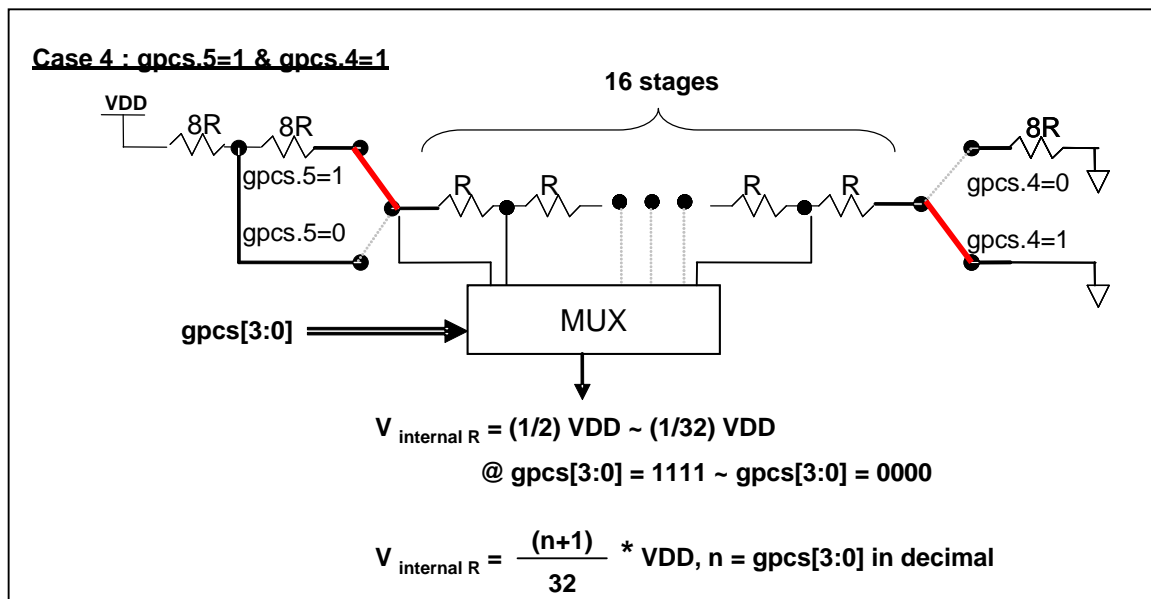 Case 4 : gpcs.5=1 & gpcs.4=1
16 stages
VDD
8R
8R
8R
gpcs.5=1
R
R
R
R
gpcs.4=0
gpcs.5=0
gpcs.4=1
MUX
gpcs[3:0]
V internal R = (1/2) VDD ~ (1/32) VDD
@ gpcs[3:0] = 1111 ~ gpcs[3:0] = 0000
V internal R = (n+1) / 32 * VDD, n = gpcs[3:0] in decimal